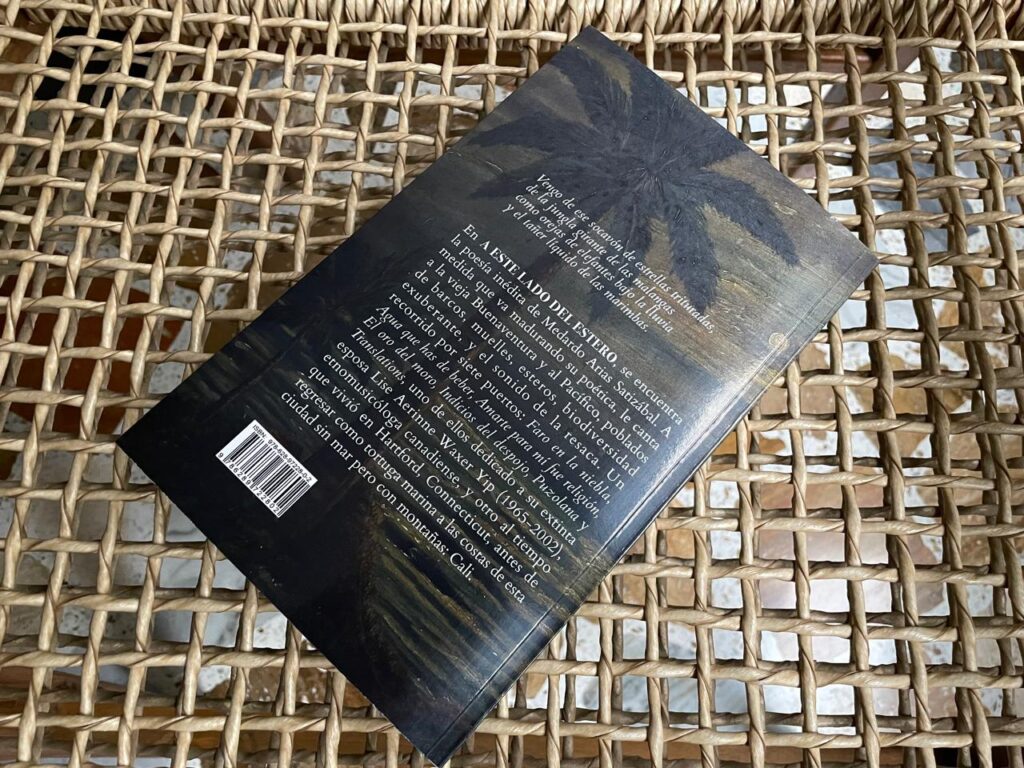 Vengo de ese socavón de estrellas trituradas,
de la jungla gigante de las malangas
como orejas de elefantes bajo la lluvia
y el tañer líquido de las marimbas
En A ESTE LADO DEL ESTERO, se encuentra
la poesía inédita de Medardo Arias Satizábal. A
medida que va madurando su poética, le canta
a la vieja Buenaventura y al Pacífico, poblados
de barcos, muelles, esteros, biodiversidad
exuberante y el sonido de la resaca. Un
recorrido por siete puertos: Faro en la niebla,
Agua que has de beber, Amarte para mí fue religión,
El oro del moro, Indicios del despojo, Pazolani y
Translations, uno de ellos dedicado a su extinta
esposa Lise Arrinne Waxer Yip (1965-2002)
etnomusicóloga canadiense, y otro al tiempo
que vivió en Hartford, Connecticut, antes de
regresar como tortuga marina a las costas de esta
ciudad sin mar pero con montañas: Cali.